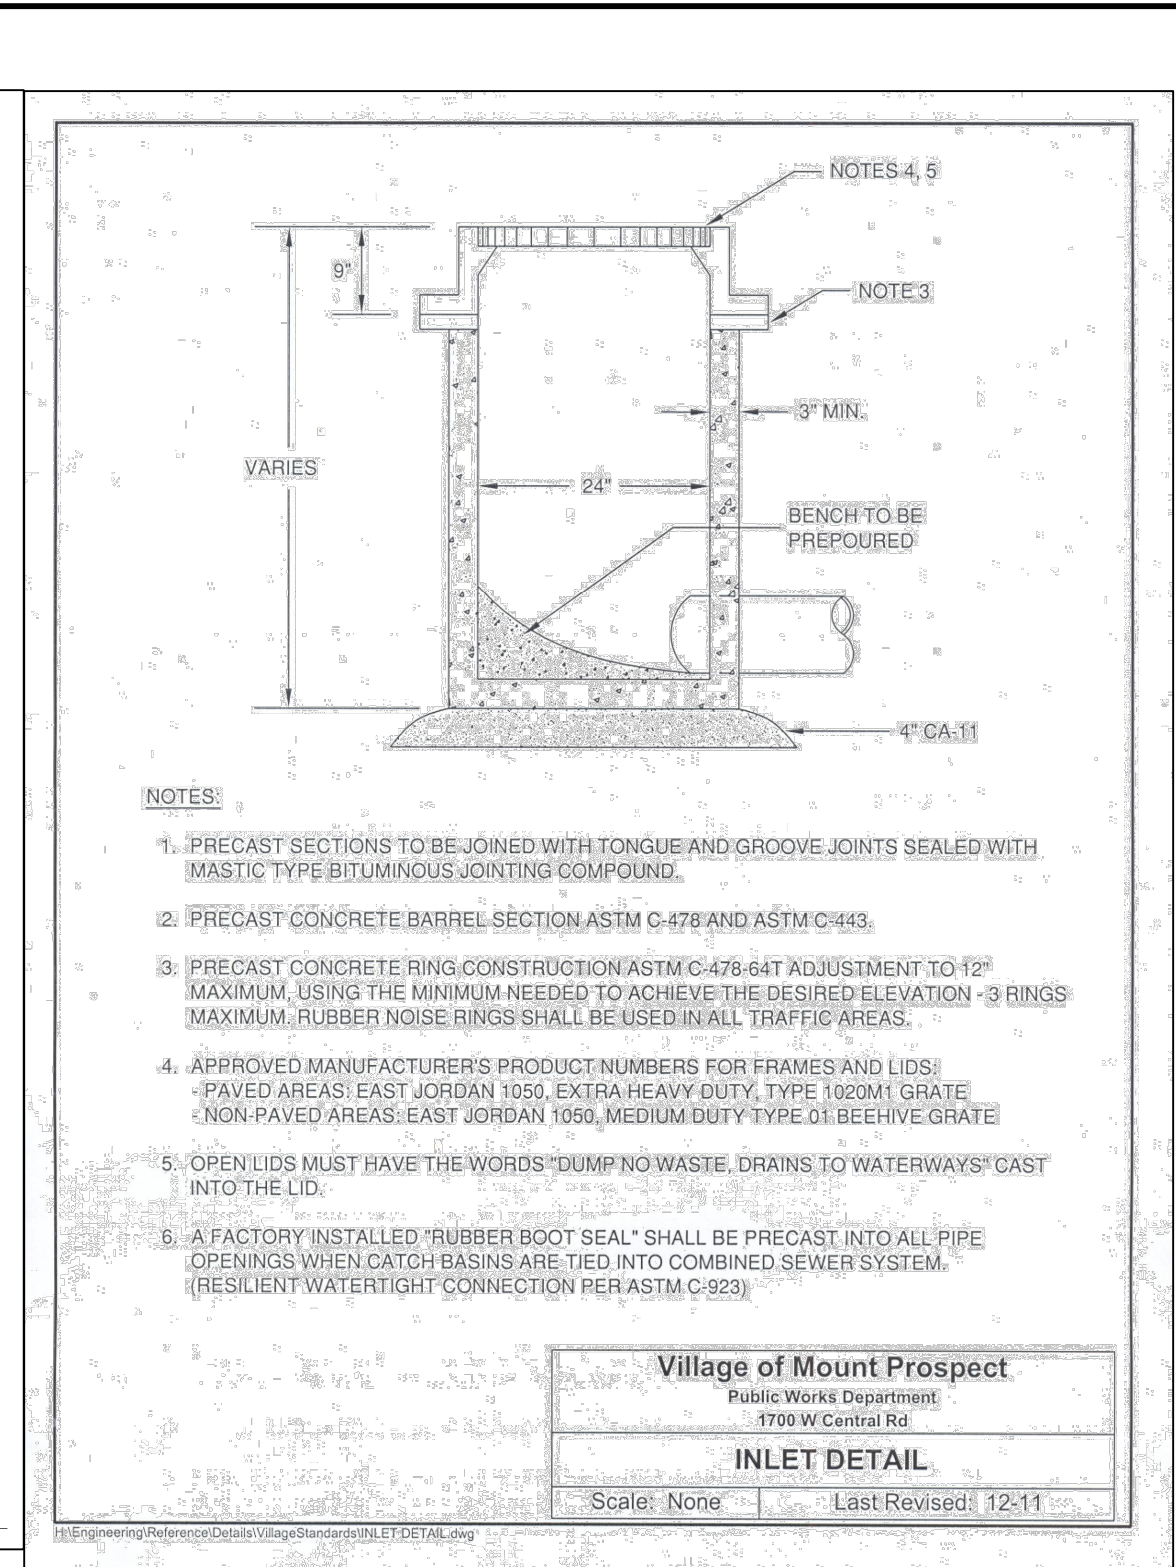 NOTES 4, 5
9"
NOTE 3
3" MIN.
VARIES
24"
BENCH TO BE
PREPOURED
4" CA-11
NOTES:
1. PRECAST SECTIONS TO BE JOINED WITH TONGUE AND GROOVE JOINTS SEALED WITH
MASTIC TYPE BITUMINOUS JOINTING COMPOUND.
2. PRECAST CONCRETE BARREL SECTION ASTM C-478 AND ASTM C-443.
3. PRECAST CONCRETE RING CONSTRUCTION ASTM C-478-64T ADJUSTMENT TO 12"
MAXIMUM, USING THE MINIMUM NEEDED TO ACHIEVE THE DESIRED ELEVATION - 3 RINGS
MAXIMUM, RUBBER NOISE RINGS SHALL BE USED IN ALL TRAFFIC AREAS.
4. APPROVED MANUFACTURER'S PRODUCT NUMBERS FOR FRAMES AND LIDS:
- PAVED AREAS: EAST JORDAN 1050, EXTRA HEAVY DUTY, TYPE 1020M1 GRATE
- NON-PAVED AREAS: EAST JORDAN 1050, MEDIUM DUTY TYPE 01 BEEHIVE GRATE
5. OPEN LIDS MUST HAVE THE WORDS "DUMP NO WASTE, DRAINS TO WATERWAYS" CAST
INTO THE LID.
6. A FACTORY INSTALLED "RUBBER BOOT SEAL" SHALL BE PRECAST INTO ALL PIPE
OPENINGS WHEN CATCH BASINS ARE TIED INTO COMBINED SEWER SYSTEM.
(RESILIENT WATERTIGHT CONNECTION PER ASTM C-923)
Village of Mount Prospect
Public Works Department
1700 W Central Rd
INLET DETAIL
Scale: None
Last Revised: 12-11
H:\Engineering\Reference\Details\VillageStandards\INLET DETAIL.dwg